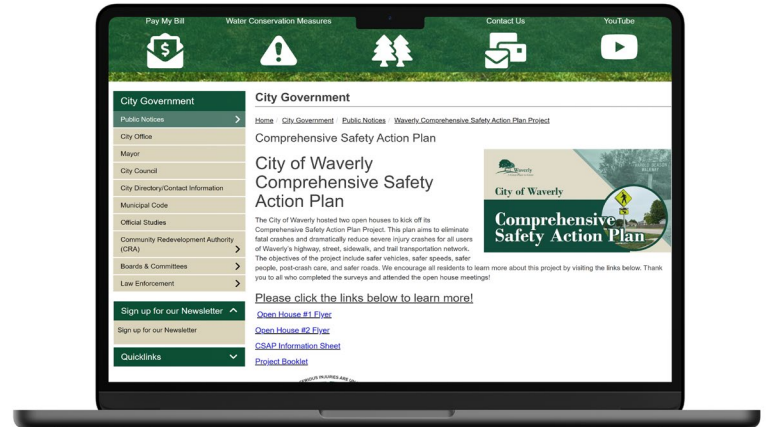 Pay My Bill
Water Conservation Measures
Contact Us
YouTube
City Government
Public Notices
City Office
Mayor
City Council
City Directory/Contact Information
Municipal Code
Official Studies
Community Redevelopment Authority
(CRA)
Boards & Committees
Law Enforcement
Sign up for our Newsletter
Sign up for our Newsletter
Quicklinks
City Government
Home / City Government / Public Notices / Waverly Comprehensive Safety Action Plan Project
Comprehensive Safety Action Plan
City of Waverly
Comprehensive Safety
Action Plan
Waverly
City of Waverly
Comprehensive
Safety Action Plan
The City of Waverly hosted two open houses to kick off its
Comprehensive Safety Action Plan Project. This plan aims to eliminate
fatal crashes and dramatically reduce severe injury crashes for all users
of Waverly's highway, street, sidewalk, and trail transportation network.
The objectives of the project include safer vehicles, safer speeds, safer
people, post-crash care, and safer roads. We encourage all residents to learn more about this project by visiting the links below. Thank
you to all who completed the surveys and attended the open house meetings!
Please click the links below to learn more!
Open House #1 Flyer
Open House #2 Flyer
CSAP Information Sheet
Project Booklet
INJURIES ARE